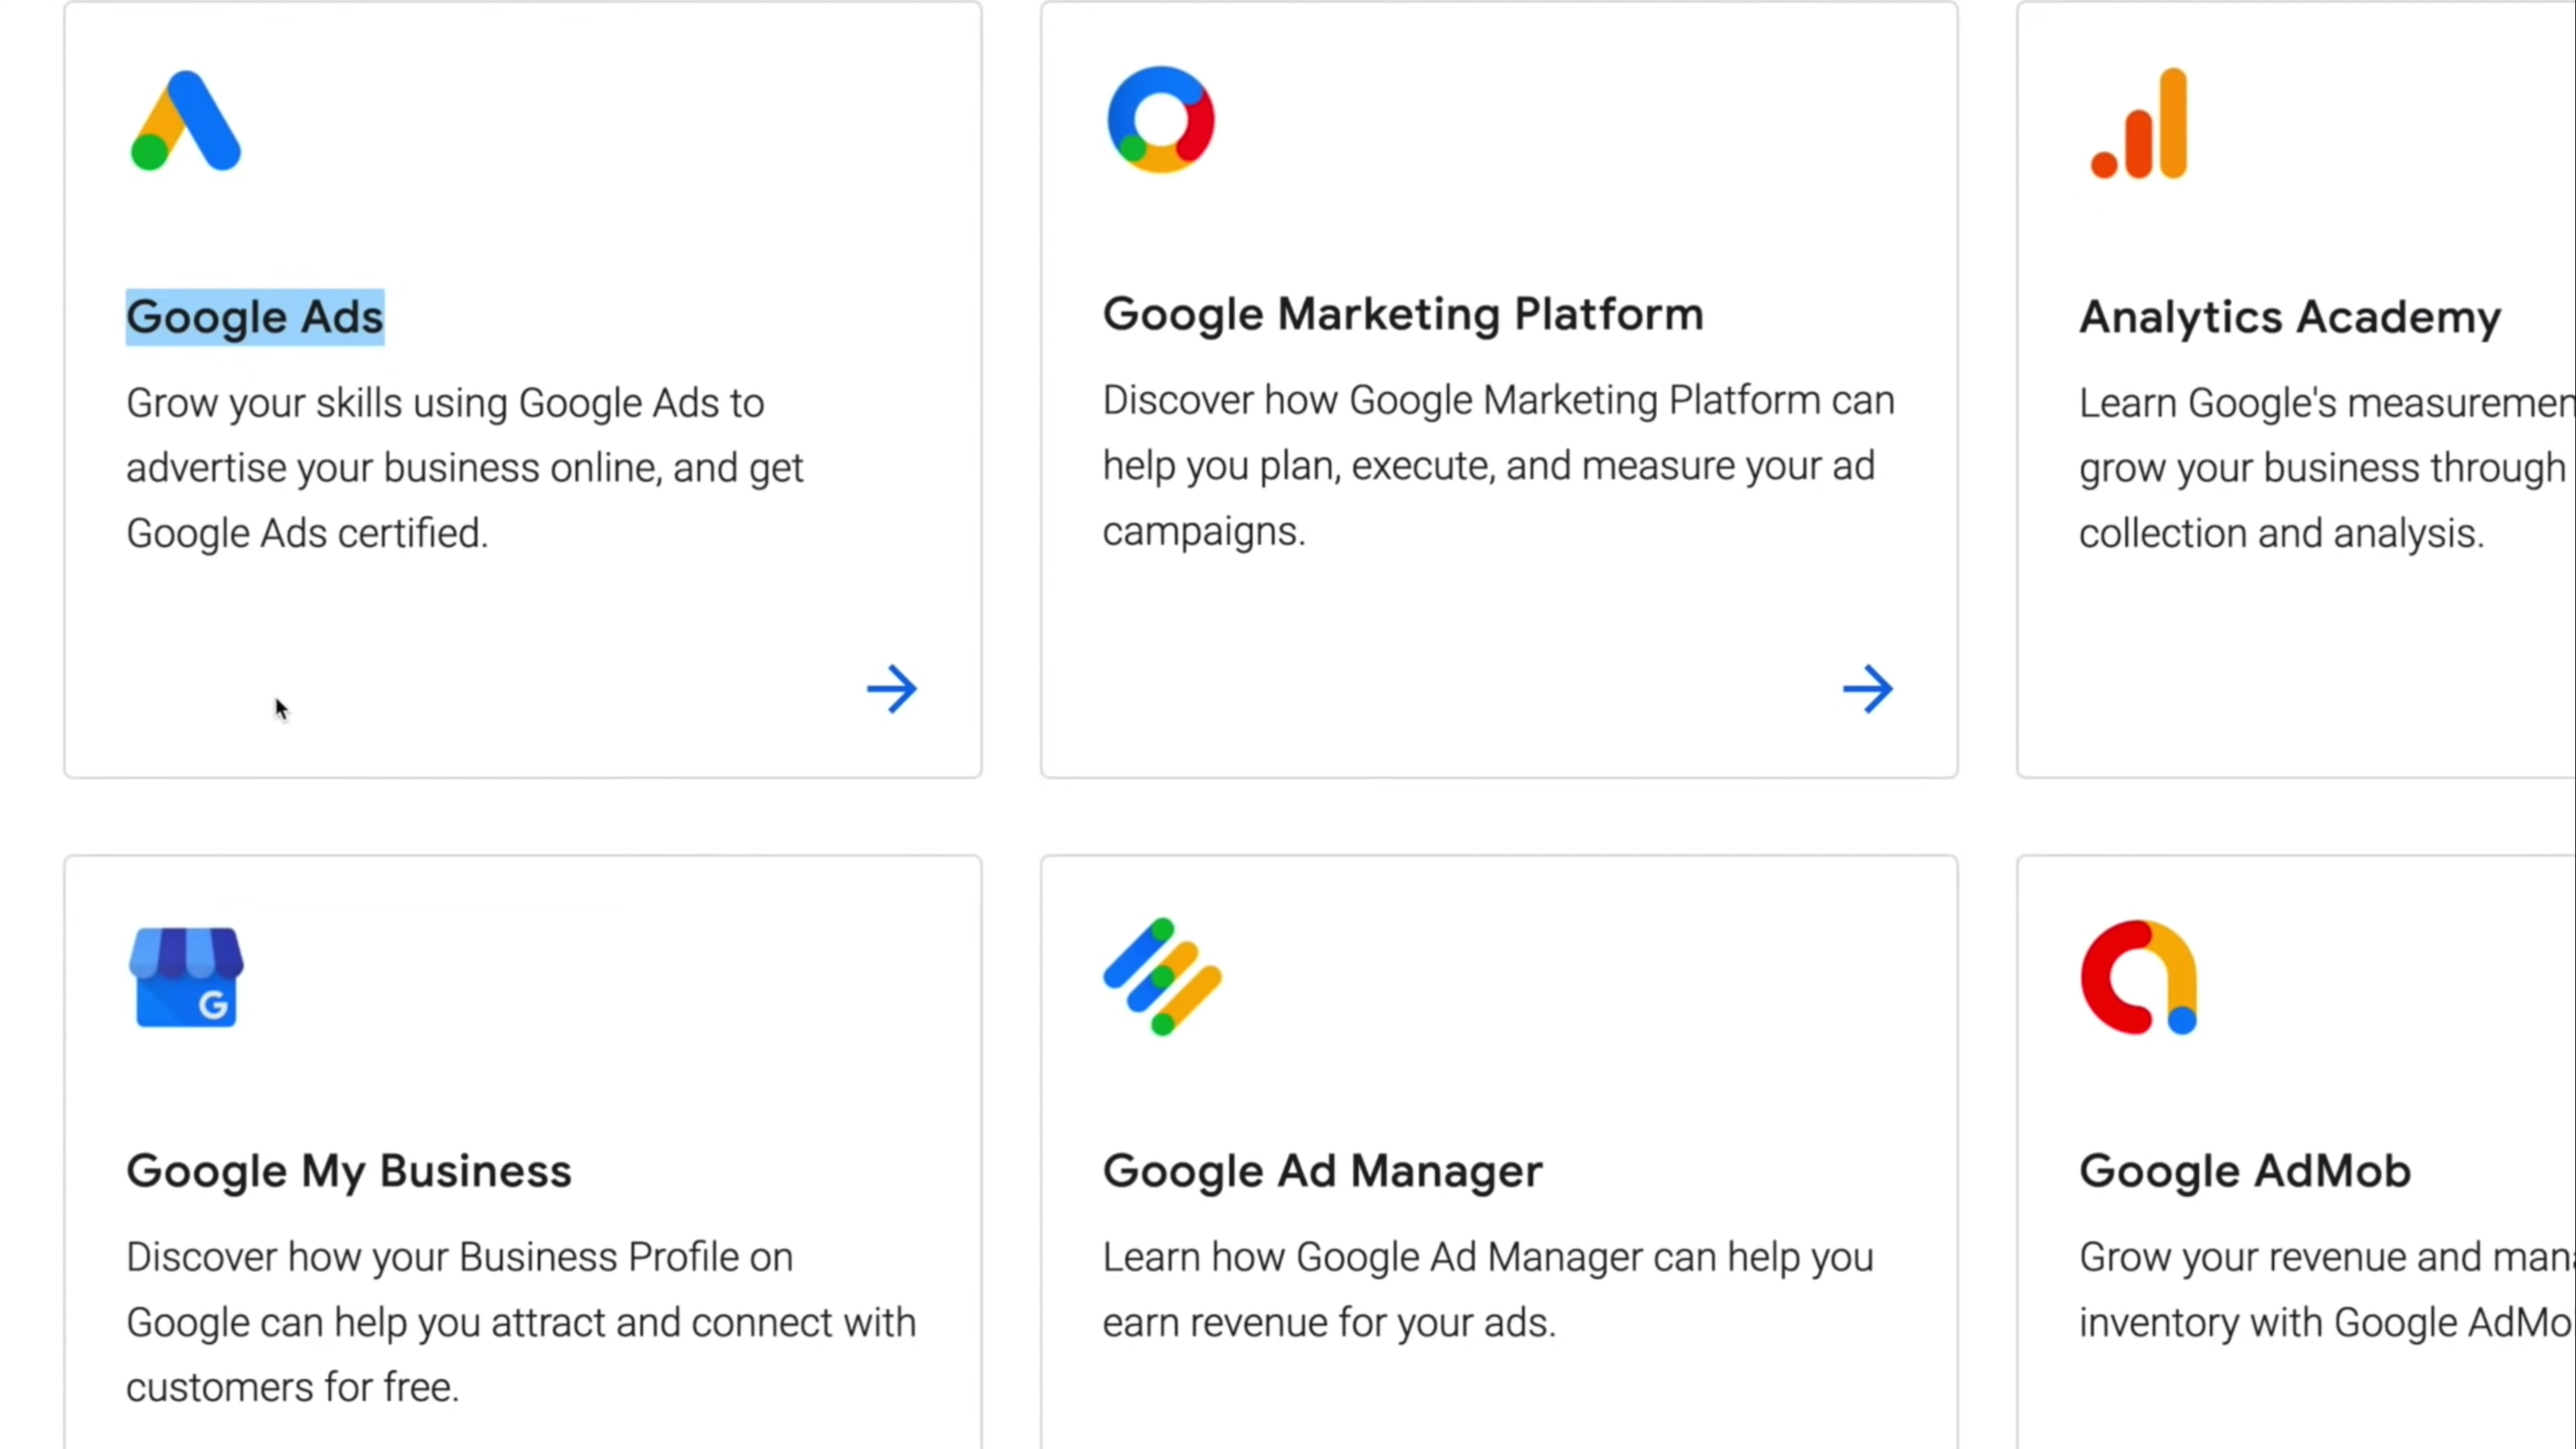 Google Ads
Grow your skills using Google Ads to
advertise your business online, and get
Google Ads certified.
Google Marketing Platform
Discover how Google Marketing Platform can
help you plan, execute, and measure your ad
campaigns.
Analytics Academy
Learn Google's
grow your business through
collection and analysis.
G
Google My Business
Discover how your Business Profile on
Google can help you attract and connect with
customers for free.
Google Ad Manager
Learn how Google Ad Manager can help you
earn revenue for your ads.
Google AdMob
Grow your revenue and
inventory with Google